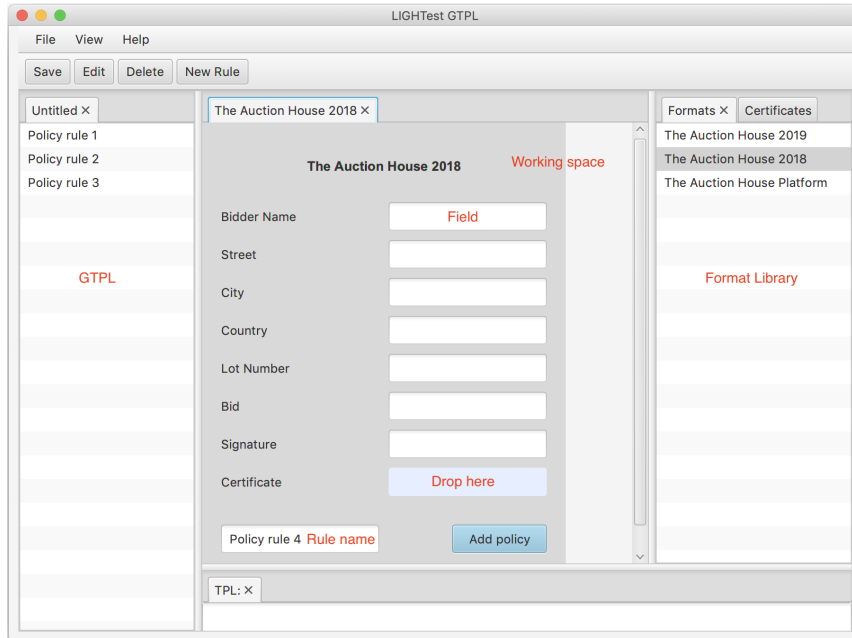 LIGHTest GTPL
File View Help
Save Edit Delete New Rule
Untitled ×
Policy rule 1
Policy rule 2
Policy rule 3
GTPL
The Auction House 2018 ×
The Auction House 2018
Working space
Bidder Name Field
Street
City
Country
Lot Number
Bid
Signature
Certificate Drop here
Policy rule 4 Rule name Add policy
Formats × Certificates
The Auction House 2019
The Auction House 2018
The Auction House Platform
Format Library
TPL: ×